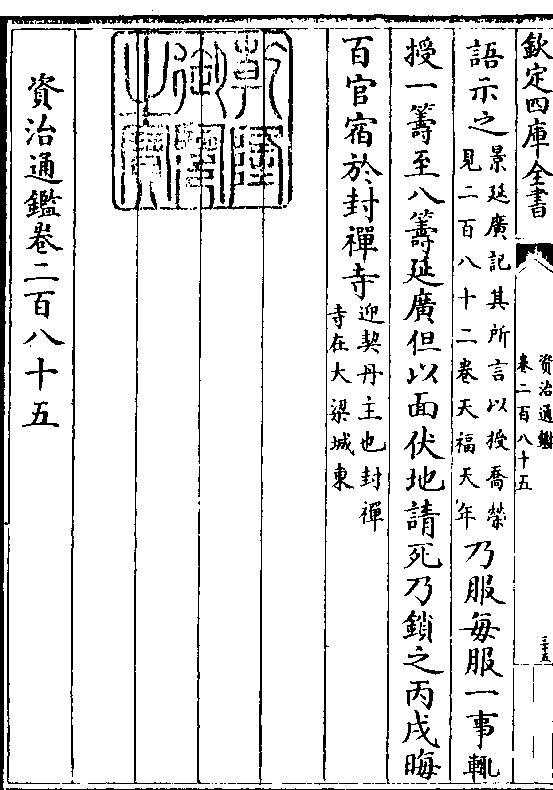 欽定四庫全書
資治通鑑
卷二百八十五
三十五
語示之景延廣記其所言以授喬榮
見二百八十二卷天福天年乃服每服一事輒
授一籌至八籌延廣但以面伏地請死乃鎖之丙戌晦
百官宿於封禪寺迎契丹主也封禪
寺在大梁城東
乾隆御覽之寶
資治通鑑卷二百八十五